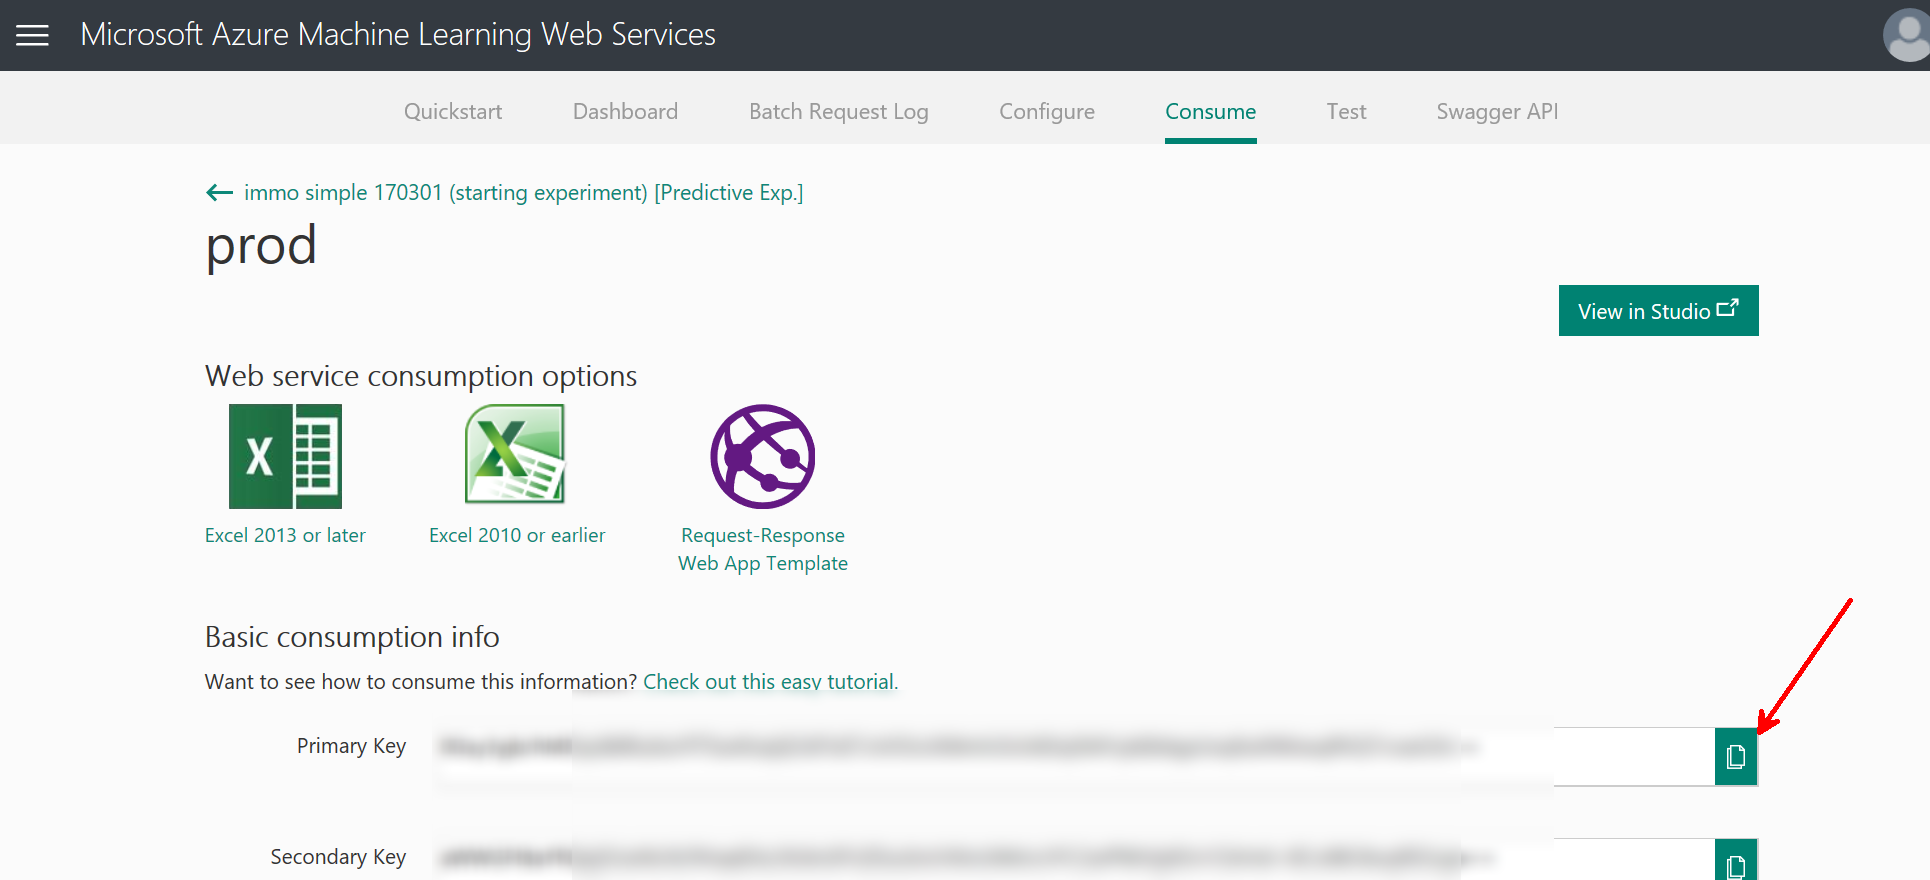 Microsoft Azure Machine Learning Web Services
Quickstart Dashboard Batch Request Log Configure Consume Test Swagger API
immo simple 170301 (starting experiment) [Predictive Exp.]
prod
View in Studio
Web service consumption options
Excel 2013 or later Excel 2010 or earlier Request-Response
Web App Template
Basic consumption info
Want to see how to consume this information? Check out this easy tutorial.
Primary Key
Secondary Key